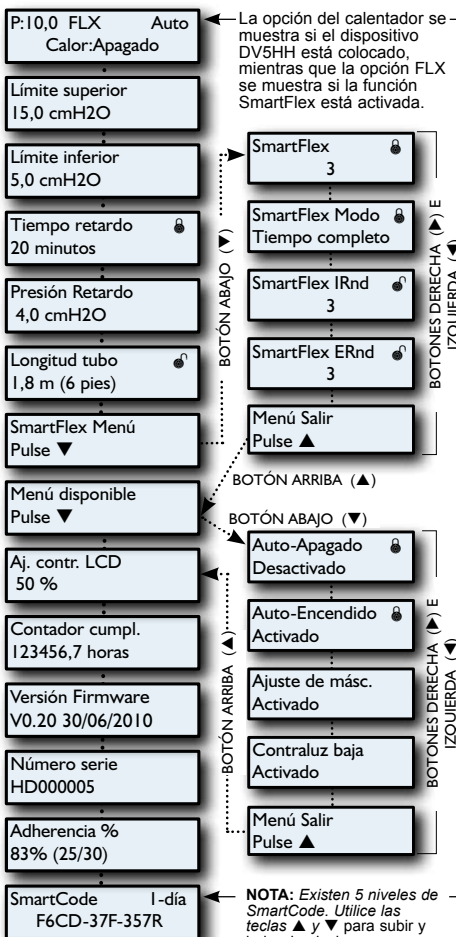 P:10,0 FLX Auto
Calor:Apagado
La opción del calentador se
muestra si el dispositivo
DV5HH está colocado,
mientras que la opción FLX
se muestra si la función
SmartFlex está activada.
Límite superior
15,0 cmH2O
Límite inferior
5,0 cmH2O
Tiempo retardo
20 minutos
Presión Retardo
4,0 cmH2O
Longitud tubo
1,8 m (6 pies)
SmartFlex Menú
Pulse ▼
BOTÓN ABAJO (▼)
SmartFlex
3
SmartFlex Modo
Tiempo completo
SmartFlex IRnd
3
SmartFlex ERnd
3
Menú Salir
Pulse ▲
BOTONES DERECHA (▲) E
IZQUIERDA (▼)
BOTÓN ARRIBA (▲)
Menú disponible
Pulse ▼
BOTÓN ABAJO (▼)
Auto-Apagado
Desactivado
Auto-Encendido
Activado
Ajuste de másc.
Activado
Contraluz baja
Activado
Menú Salir
Pulse ▲
BOTONES DERECHA (▲) E
IZQUIERDA (▼)
BOTÓN ARRIBA (▲)
Aj. contr. LCD
50 %
Contador cumpl.
123456,7 horas
Versión Firmware
V0.20 30/06/2010
Número serie
HD000005
Adherencia %
83% (25/30)
SmartCode 1-día
F6CD-37F-357R
NOTA: Existen 5 niveles de
SmartCode. Utilice las
teclas ▲ y ▼ para subir y